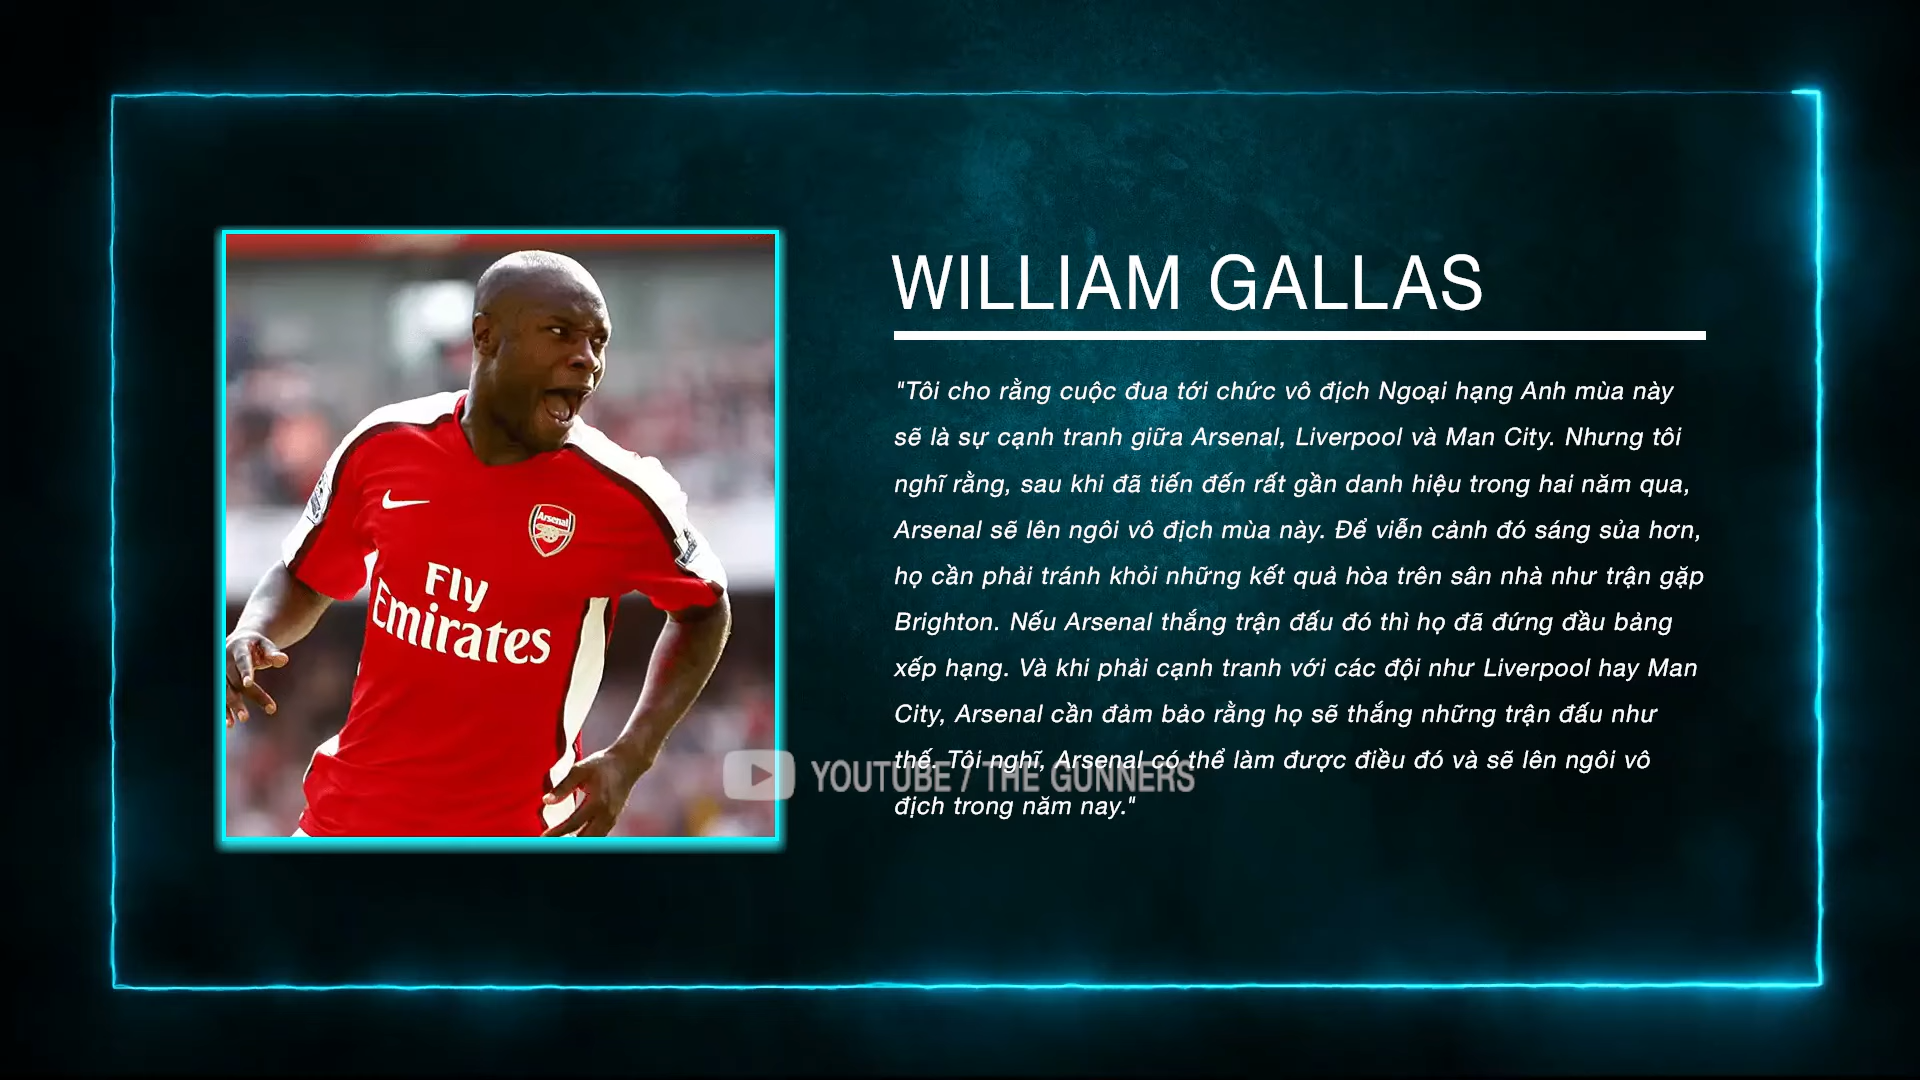 WILLIAM GALLAS
"Tôi cho rằng cuộc đua tới chức vô địch Ngoại hạng Anh mùa này
sẽ là sự cạnh tranh giữa Arsenal, Liverpool và Man City. Nhưng tôi
nghĩ rằng, sau khi đã tiến đến rất gần danh hiệu trong hai năm qua,
Arsenal sẽ lên ngôi vô địch mùa này. Để viễn cảnh đó sáng sủa hơn,
họ cần phải tránh khỏi những kết quả hòa trên sân nhà như trận gặp
Brighton. Nếu Arsenal thắng trận đấu đó thì họ đã đứng đầu bảng
xếp hạng. Và khi phải cạnh tranh với các đội như Liverpool hay Man
City, Arsenal cần đảm bảo rằng họ sẽ thắng những trận đấu như
thế. Tôi nghĩ, Arsenal có thể làm được điều đó và sẽ lên ngôi vô
địch trong năm nay."
Arsenal
Fly
Emirates
YOUTUBE / THE GUNNERS